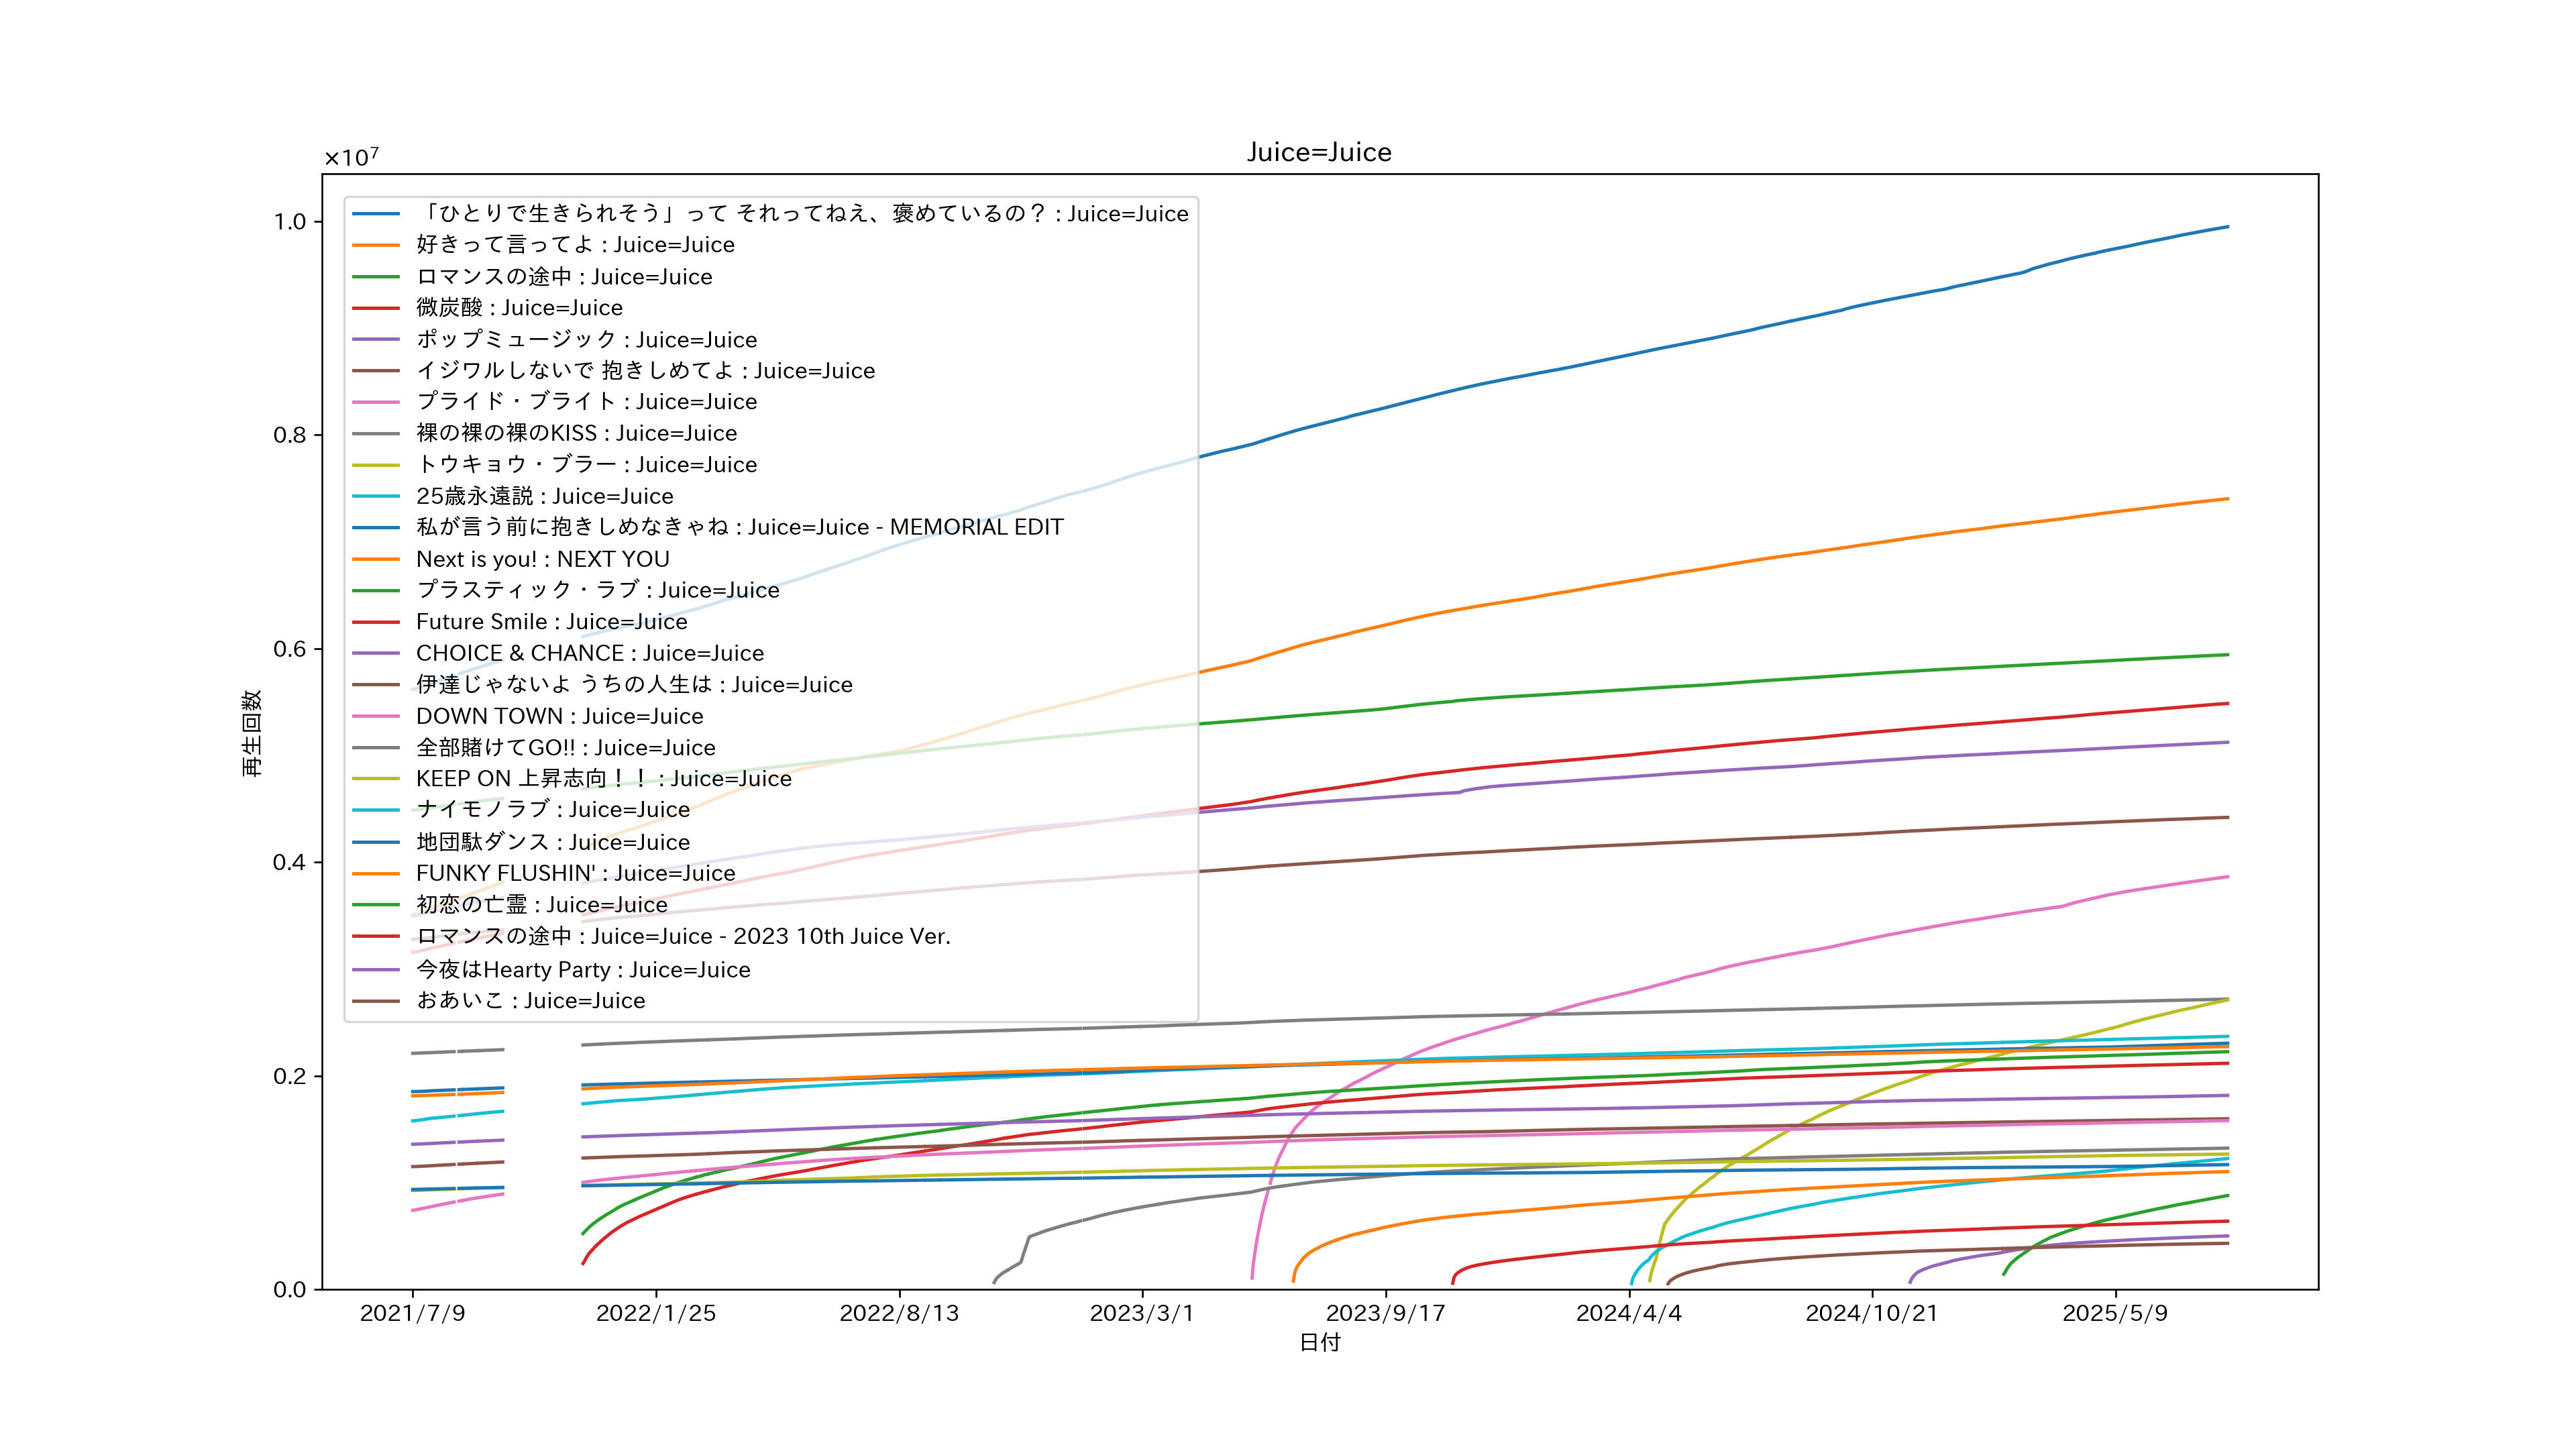 Juice=Juice
×10⁷
1.0
0.8
0.6
0.4
0.2
0.0
再生回数
「ひとりで生きられそう」って それってねえ、褒めているの? : Juice=Juice
好きって言ってよ : Juice=Juice
ロマンスの途中 : Juice=Juice
微炭酸 : Juice=Juice
ポップミュージック : Juice=Juice
イジワルしないで 抱きしめてよ : Juice=Juice
プライド・ブライト : Juice=Juice
裸の裸の裸のKISS : Juice=Juice
トウキョウ・ブラー : Juice=Juice
25歳永遠説 : Juice=Juice
私が言う前に抱きしめなきゃね : Juice=Juice - MEMORIAL EDIT
Next is you! : NEXT YOU
プラスティック・ラブ : Juice=Juice
Future Smile : Juice=Juice
CHOICE & CHANCE : Juice=Juice
伊達じゃないよ うちの人生は : Juice=Juice
DOWN TOWN : Juice=Juice
全部賭けてGO!! : Juice=Juice
KEEP ON 上昇志向!! : Juice=Juice
ナイモノラブ : Juice=Juice
地団駄ダンス : Juice=Juice
FUNKY FLUSHIN' : Juice=Juice
初恋の亡霊 : Juice=Juice
ロマンスの途中 : Juice=Juice - 2023 10th Juice Ver.
今夜はHearty Party : Juice=Juice
おあいこ : Juice=Juice
2021/7/9
2022/1/25
2022/8/13
2023/3/1
2023/9/17
2024/4/4
2024/10/21
2025/5/9
日付